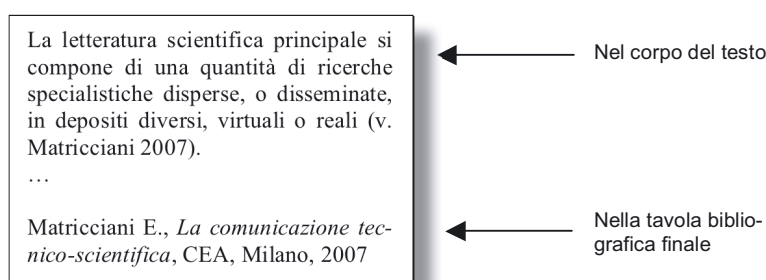 La letteratura scientifica principale si
compone di una quantità di ricerche
specialistiche disperse, o disseminate,
in depositi diversi, virtuali o reali (v.
Matricciani 2007).
…
Matricciani E., La comunicazione tec-
nico-scientifica, CEA, Milano, 2007
Nel corpo del testo
Nella tavola biblio-
grafica finale